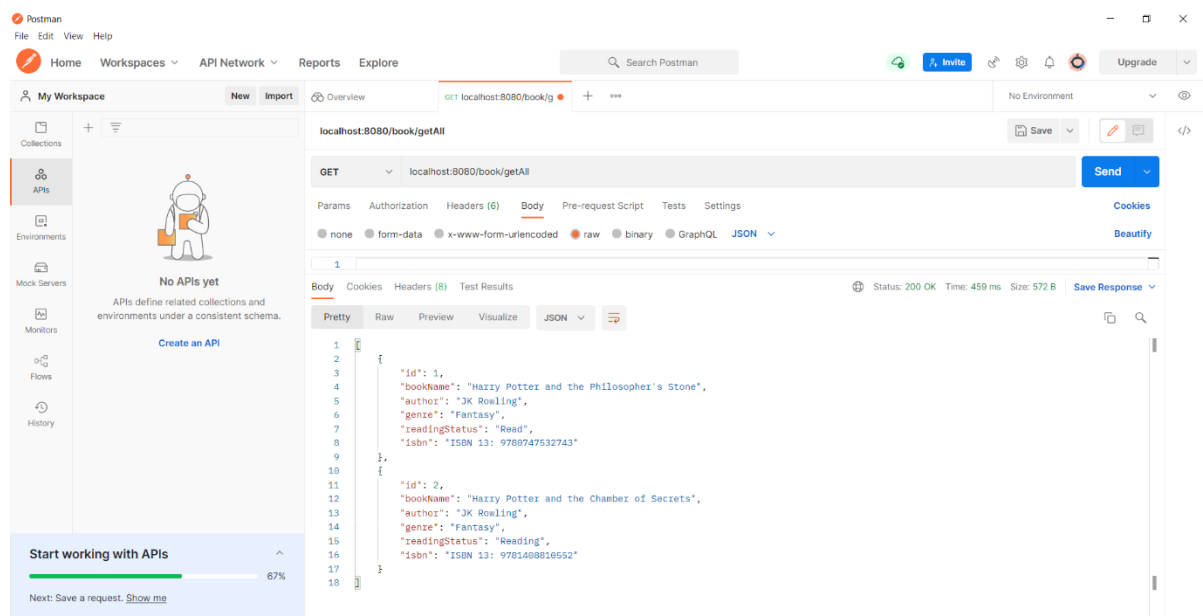 Postman
File Edit View Help
Home Workspaces API Network Reports Explore Search Postman Invite Upgrade
My Workspace New Import Overview GET localhost:8080/book/g No Environment
Collections
APIs
Environments
Mock Servers
Monitors
Flows
History
No APIs yet
APIs define related collections and
environments under a consistent schema.
Create an API
Start working with APIs
67%
Next: Save a request. Show me
localhost:8080/book/getAll Save
GET localhost:8080/book/getAll Send
Params Authorization Headers (6) Body Pre-request Script Tests Settings Cookies
none form-data x-www-form-urlencoded raw binary GraphQL JSON Beautify
1
Body Cookies Headers (8) Test Results Status: 200 OK Time: 459 ms Size: 572 B Save Response
Pretty Raw Preview Visualize JSON
1 [
2 {
3 "id": 1,
4 "bookName": "Harry Potter and the Philosopher's Stone",
5 "author": "JK Rowling",
6 "genre": "Fantasy",
7 "readingStatus": "Read",
8 "isbn": "ISBN 13: 9780747532743"
9 },
10 {
11 "id": 2,
12 "bookName": "Harry Potter and the Chamber of Secrets",
13 "author": "JK Rowling",
14 "genre": "Fantasy",
15 "readingStatus": "Reading",
16 "isbn": "ISBN 13: 9781408810552"
17 }
18 ]